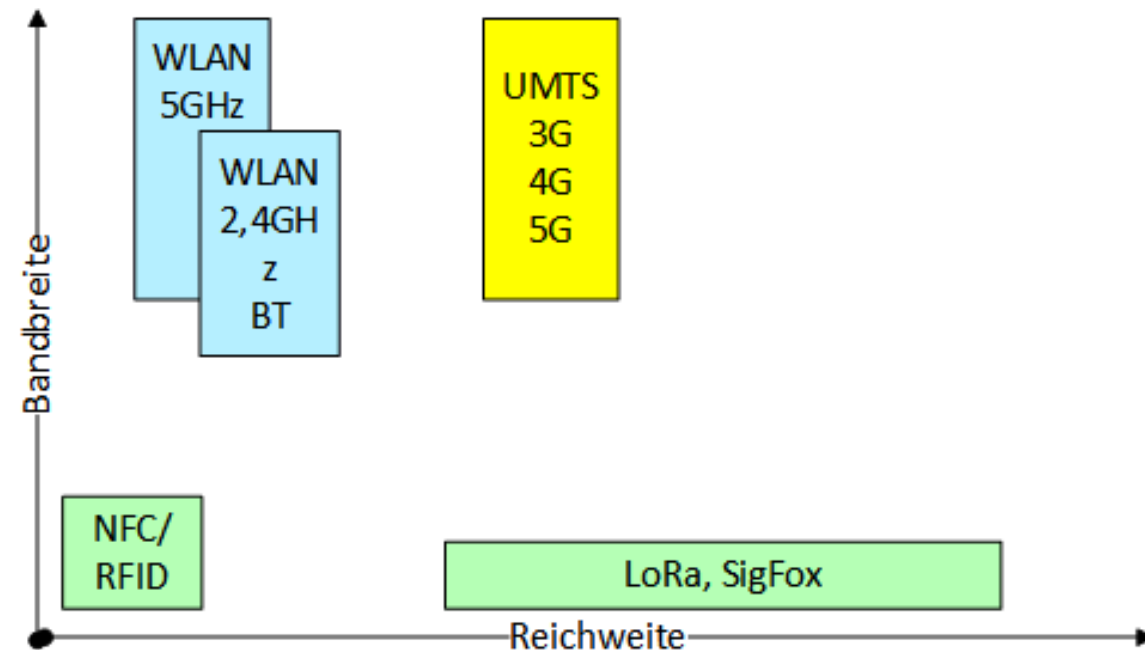 WLAN
5GHz
WLAN
2,4GH
z
BT
UMTS
3G
4G
5G
Bandbreite
NFC/
RFID
LoRa, SigFox
Reichweite